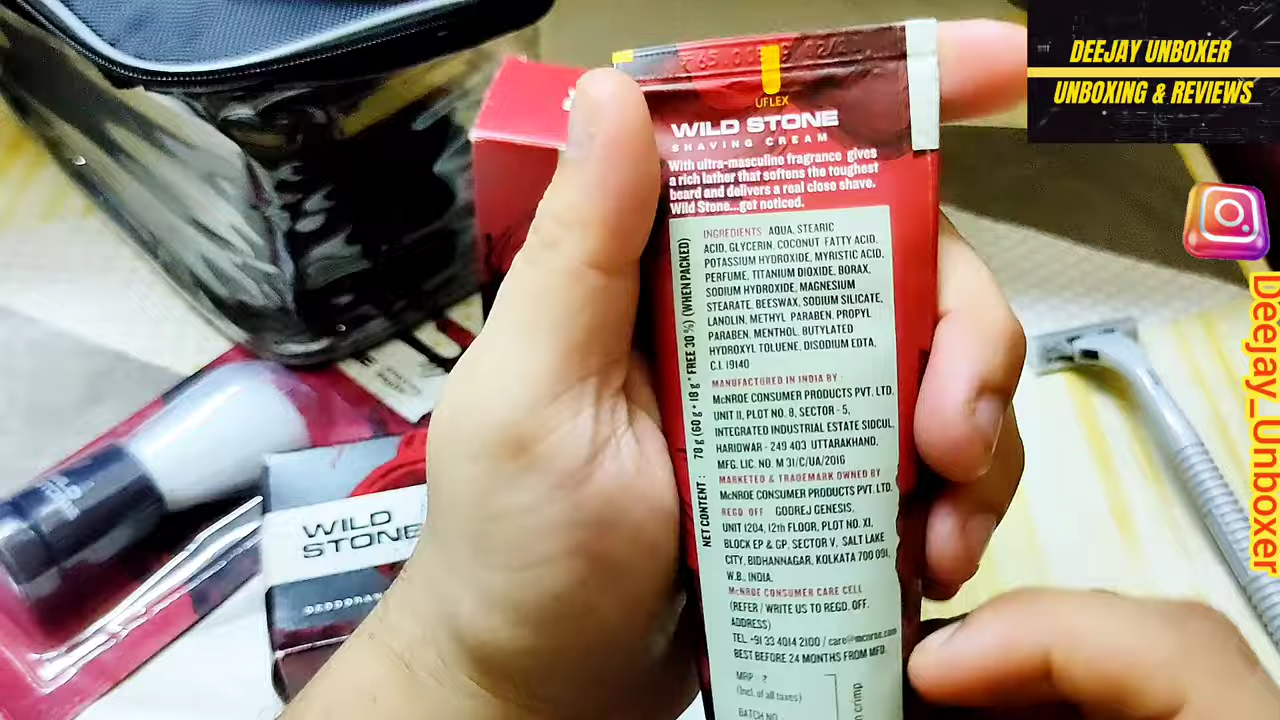 DEEJAY UNBOXER
UNBOXING & REVIEWS
Deejay_Unboxer
UFLEX
WILD STONE
SHAVING CREAM
With ultra-masculine fragrance gives
a rich lather that softens the toughest
beard and delivers a real close shave.
Wild Stone...get noticed.
INGREDIENTS AQUA, STEARIC
ACID, GLYCERIN, COCONUT FATTY ACID,
POTASSIUM HYDROXIDE, MYRISTIC ACID,
PERFUME, TITANIUM DIOXIDE, BORAX,
SODIUM HYDROXIDE, MAGNESIUM
STEARATE, BEESWAX, SODIUM SILICATE,
LANOLIN, METHYL PARABEN, PROPYL
PARABEN, MENTHOL, BUTYLATED
HYDROXYL TOLUENE, DISODIUM EDTA,
C.I. 19140
MANUFACTURED IN INDIA BY -
McNROE CONSUMER PRODUCTS PVT. LTD.
UNIT II, PLOT NO. 8, SECTOR - 5,
INTEGRATED INDUSTRIAL ESTATE SIDCUL,
HARIDWAR - 249 403 UTTARAKHAND,
MFG. LIC. NO. M 31/C/UA/2016
MARKETED & TRADEMARK OWNED BY
McNROE CONSUMER PRODUCTS PVT. LTD.
REGD. OFF. GODREJ GENESIS,
UNIT 1204, 12th FLOOR, PLOT NO. XI,
BLOCK EP & GP, SECTOR V, SALT LAKE
CITY, BIDHANNAGAR, KOLKATA 700 091,
W.B., INDIA.
McNROE CONSUMER CARE CELL
(REFER / WRITE US TO REGD. OFF.
ADDRESS)
TEL +91 33 4014 2100 / care@mcnroe.com
BEST BEFORE 24 MONTHS FROM MFD.
MRP ₹
(Incl. of all taxes)
BATCH NO.
n crimp
NET CONTENT : 78 g (60 g + 18 g* FREE 30 %) (WHEN PACKED)
WILD
STONE